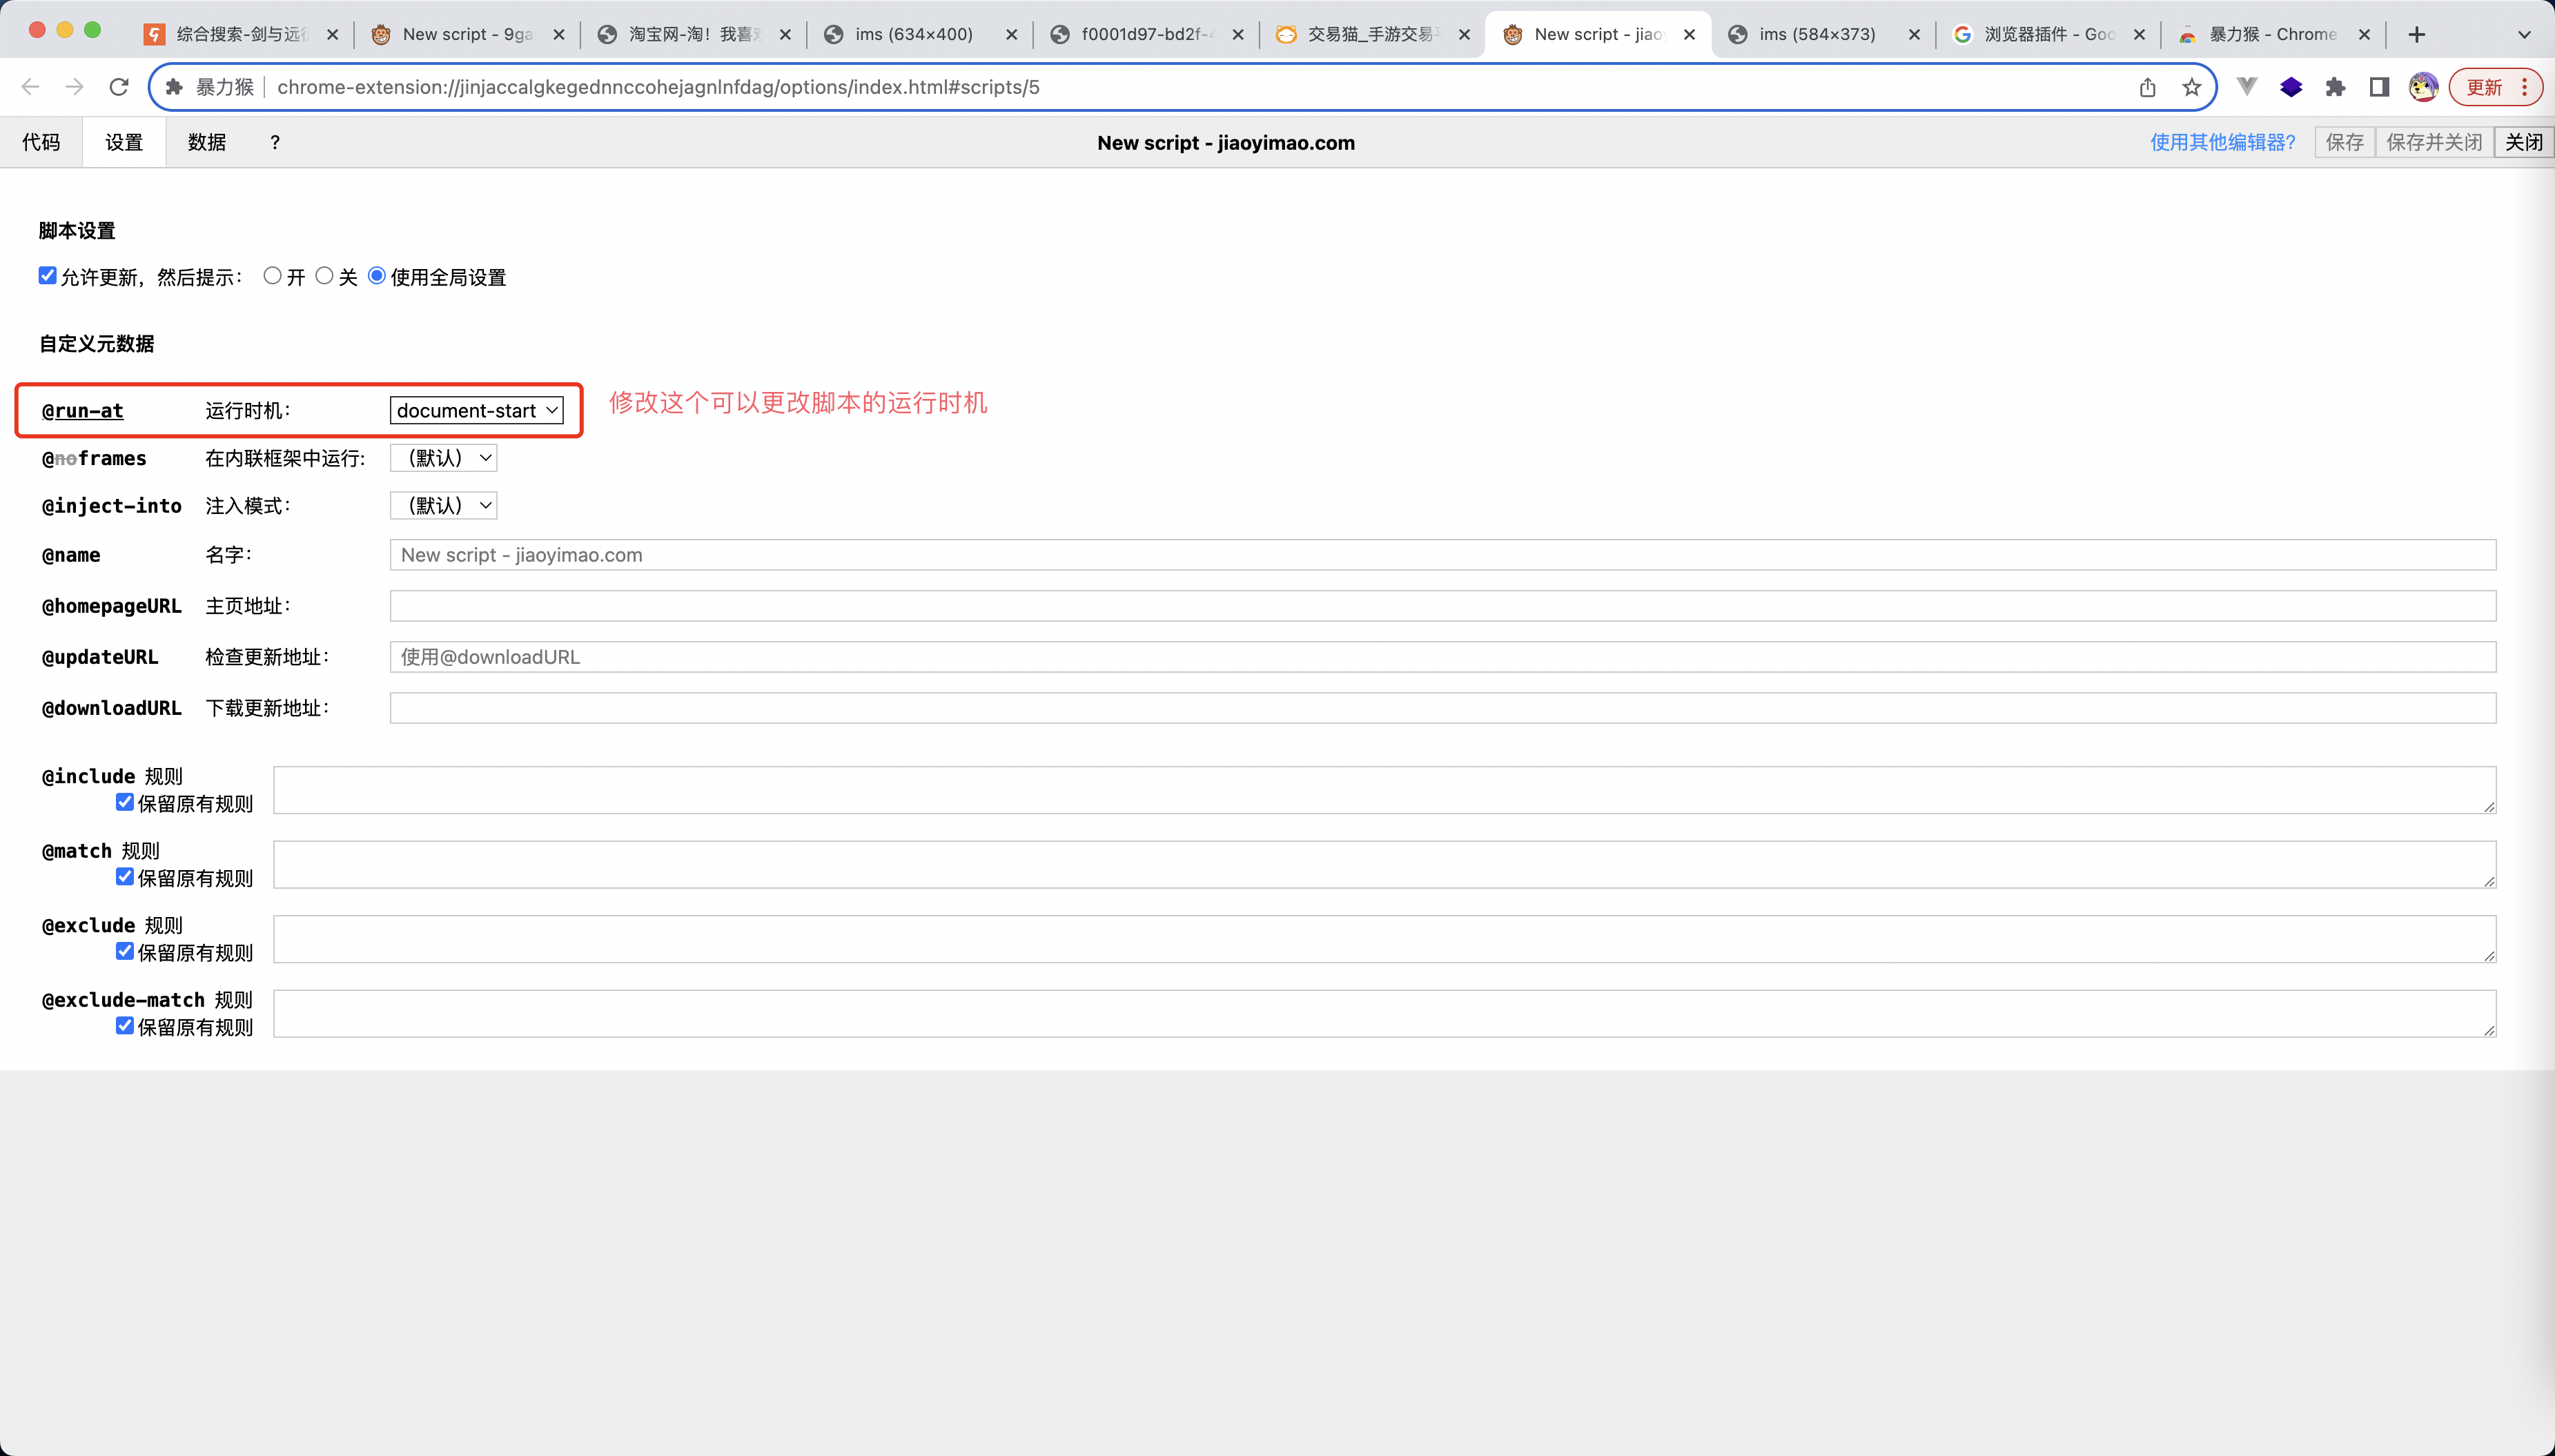 综合搜索-剑与远征
New script - 9ga
淘宝网-淘！我喜欢
ims (634×400)
f0001d97-bd2f-4
交易猫_手游交易平
New script - jiao
ims (584×373)
浏览器插件 - Goo
暴力猴 - Chrome
暴力猴 chrome-extension://jinjaccalgkegednnccohejagnlnfdag/options/index.html#scripts/5
更新
代码 设置 数据 ?
New script - jiaoyimao.com
使用其他编辑器? 保存 保存并关闭 关闭
脚本设置
允许更新，然后提示： 开 关 使用全局设置
自定义元数据
@run-at 运行时机： document-start
修改这个可以更改脚本的运行时机
@noframes 在内联框架中运行: （默认）
@inject-into 注入模式： （默认）
@name 名字： New script - jiaoyimao.com
@homepageURL 主页地址：
@updateURL 检查更新地址： 使用@downloadURL
@downloadURL 下载更新地址：
@include 规则
保留原有规则
@match 规则
保留原有规则
@exclude 规则
保留原有规则
@exclude-match 规则
保留原有规则